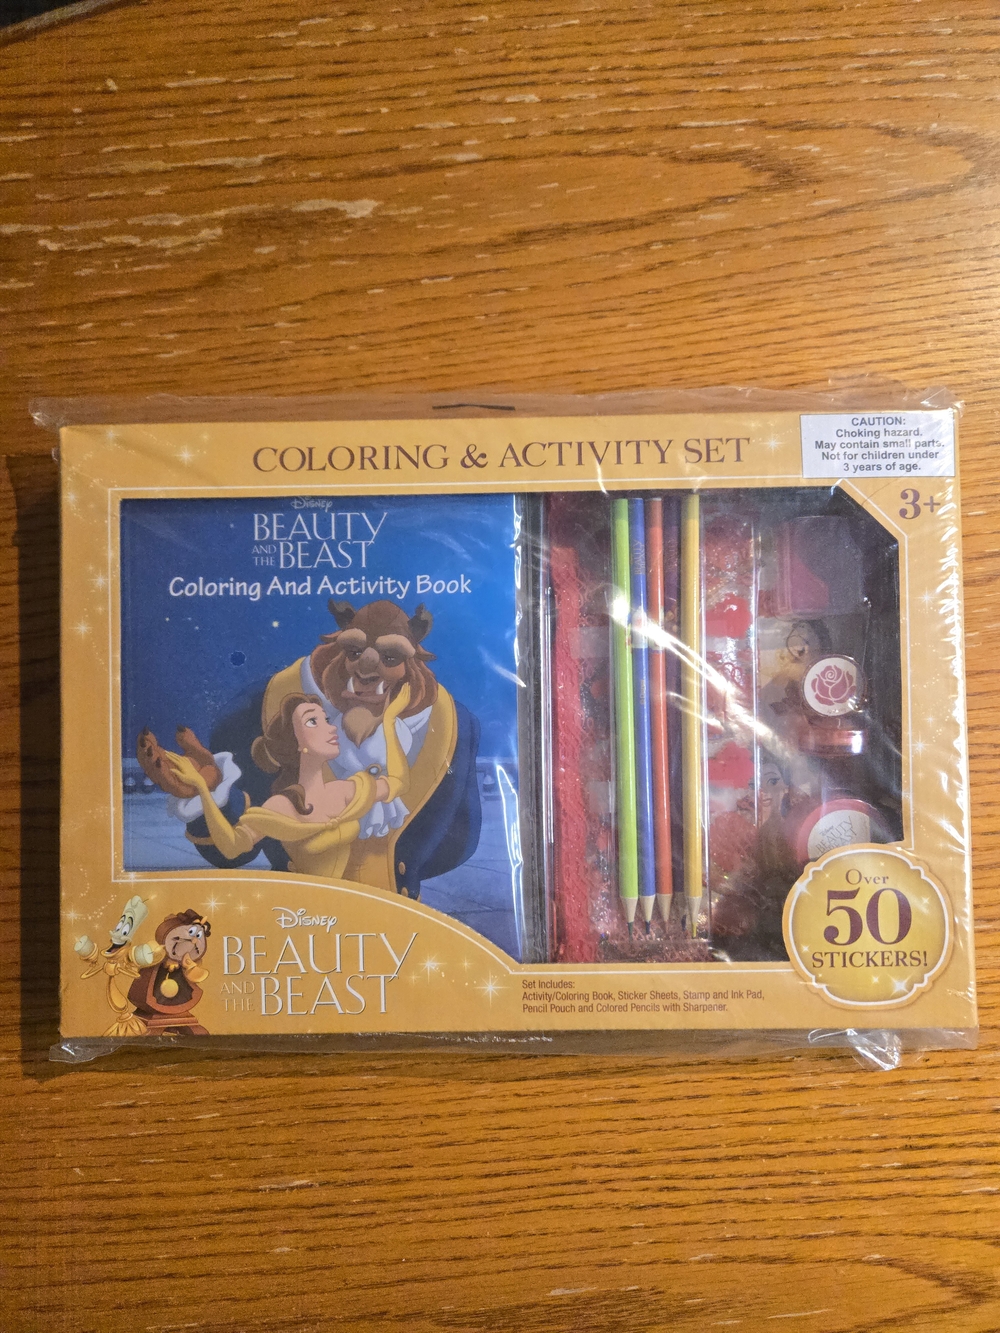 COLORING & ACTIVITY SET
CAUTION:
Choking hazard.
May contain small parts.
Not for children under
3 years of age.
3+
Disney
BEAUTY
AND THE
BEAST
Coloring And Activity Book
Over
50
STICKERS!
Disney
BEAUTY
AND THE
BEAST
Set Includes:
Activity/Coloring Book, Sticker Sheets, Stamp and Ink Pad,
Pencil Pouch and Colored Pencils with Sharpener.
BEAUTY